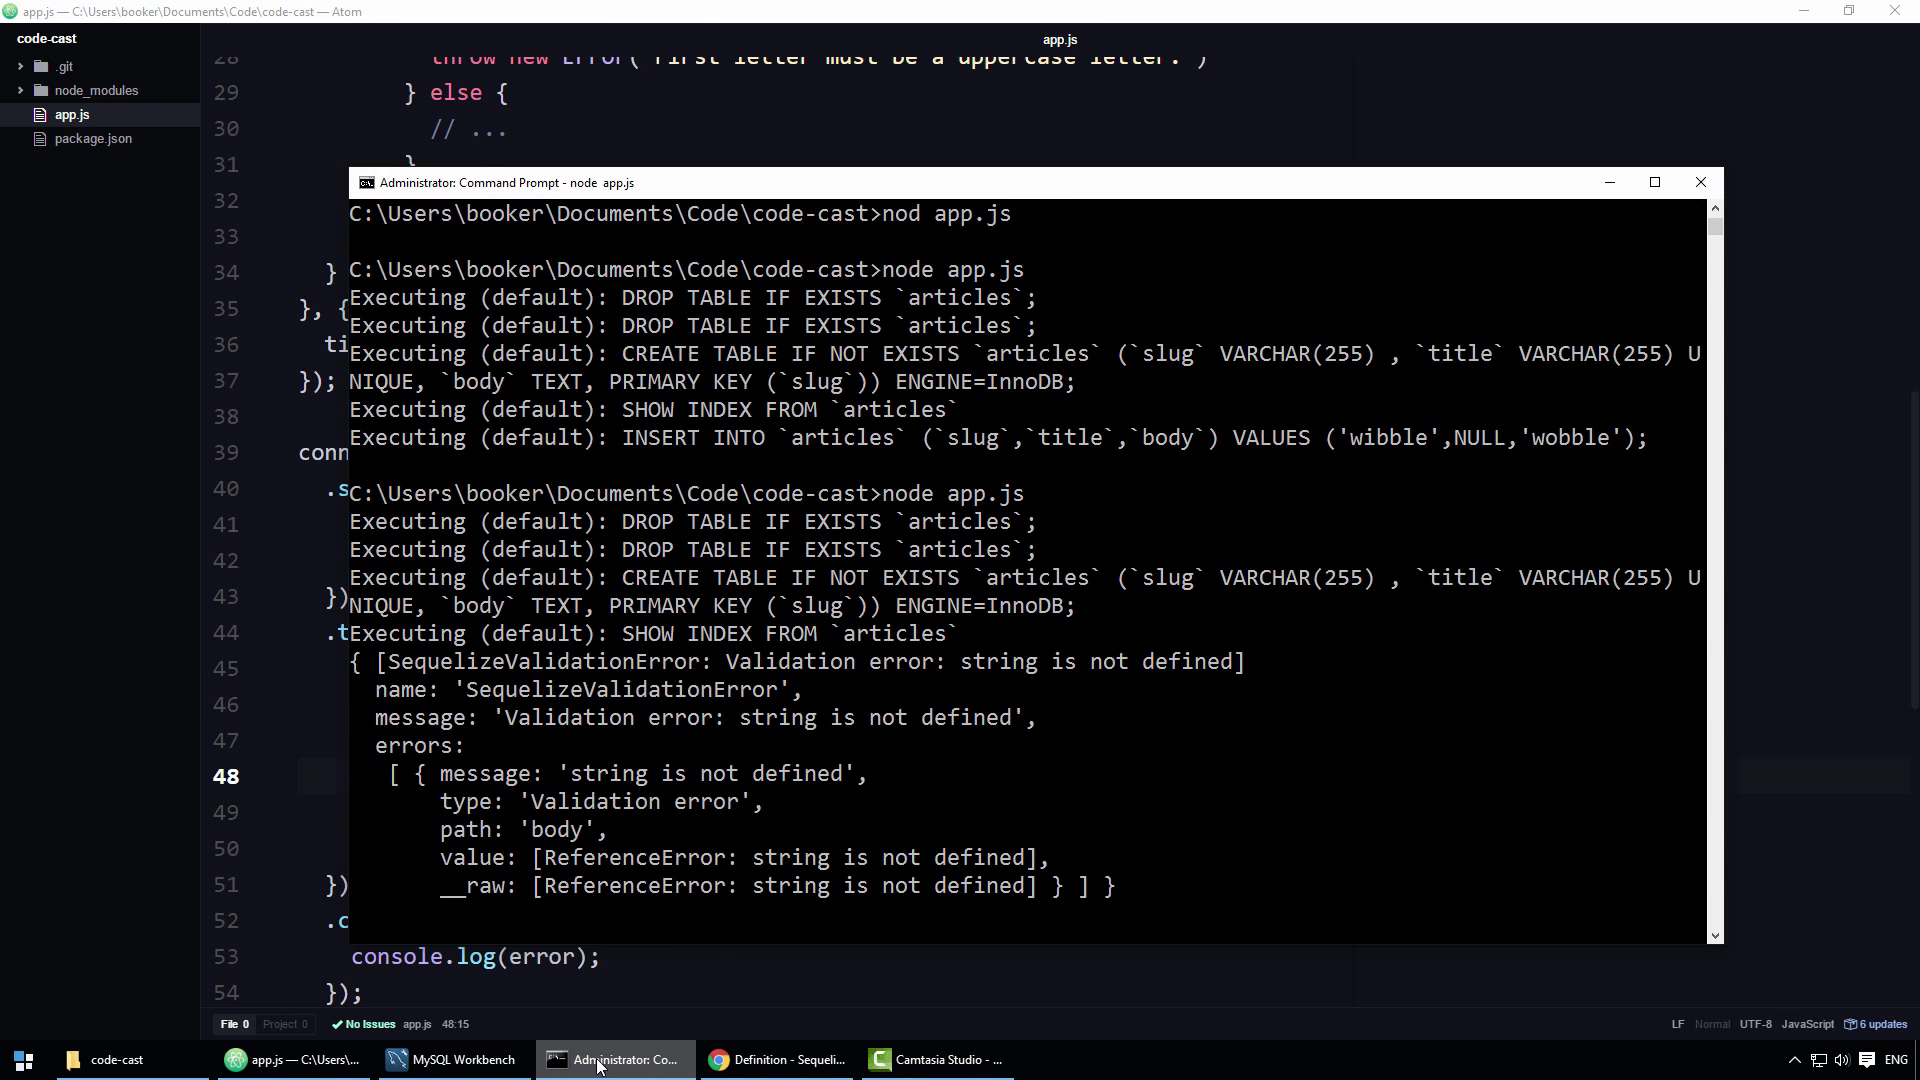 app.js — C:\Users\booker\Documents\Code\code-cast — Atom
code-cast
.git
node_modules
app.js
package.json
app.js
28 throw new Error('First letter must be a uppercase letter.')
29 } else {
30 // ...
31 }
32
33
34 }
35 }, {
36 ti
37 });
38
39 conn
40 .s
41
42
43 })
44 .t
45
46
47
48
49
50
51 })
52 .c
53 console.log(error);
54 });
Administrator: Command Prompt - node app.js
C:\Users\booker\Documents\Code\code-cast>nod app.js
C:\Users\booker\Documents\Code\code-cast>node app.js
Executing (default): DROP TABLE IF EXISTS `articles`;
Executing (default): DROP TABLE IF EXISTS `articles`;
Executing (default): CREATE TABLE IF NOT EXISTS `articles` (`slug` VARCHAR(255) , `title` VARCHAR(255) U
NIQUE, `body` TEXT, PRIMARY KEY (`slug`)) ENGINE=InnoDB;
Executing (default): SHOW INDEX FROM `articles`
Executing (default): INSERT INTO `articles` (`slug`,`title`,`body`) VALUES ('wibble',NULL,'wobble');
C:\Users\booker\Documents\Code\code-cast>node app.js
Executing (default): DROP TABLE IF EXISTS `articles`;
Executing (default): DROP TABLE IF EXISTS `articles`;
Executing (default): CREATE TABLE IF NOT EXISTS `articles` (`slug` VARCHAR(255) , `title` VARCHAR(255) U
NIQUE, `body` TEXT, PRIMARY KEY (`slug`)) ENGINE=InnoDB;
Executing (default): SHOW INDEX FROM `articles`
{ [SequelizeValidationError: Validation error: string is not defined]
name: 'SequelizeValidationError',
message: 'Validation error: string is not defined',
errors:
[ { message: 'string is not defined',
type: 'Validation error',
path: 'body',
value: [ReferenceError: string is not defined],
__raw: [ReferenceError: string is not defined] } ] }
File 0 Project 0 No Issues app.js 48:15
LF Normal UTF-8 JavaScript 6 updates
code-cast
app.js — C:\Users\...
MySQL Workbench
Administrator: Co...
Definition - Sequeli...
Camtasia Studio - ...
ENG